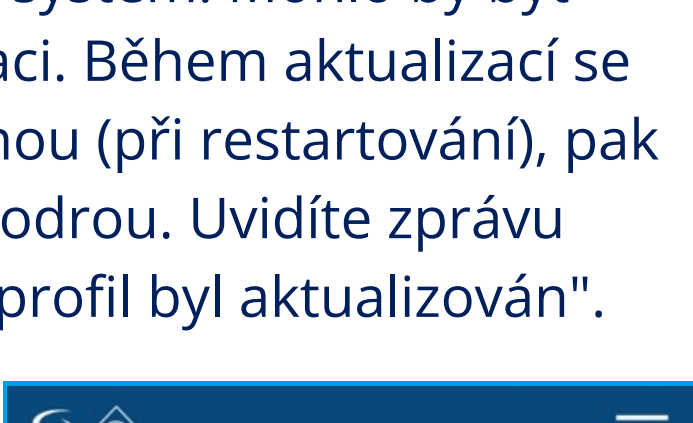 aci. Během aktualizací se
nou (při restartování), pak
odrou. Uvidíte zprávu
profil byl aktualizován".